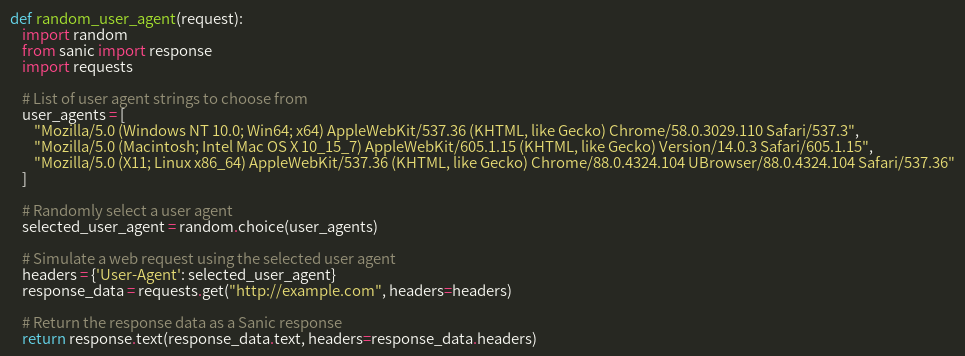 def random_user_agent(request):
    import random
    from sanic import response
    import requests

    # List of user agent strings to choose from
    user_agents = [
        "Mozilla/5.0 (Windows NT 10.0; Win64; x64) AppleWebKit/537.36 (KHTML, like Gecko) Chrome/58.0.3029.110 Safari/537.3",
        "Mozilla/5.0 (Macintosh; Intel Mac OS X 10_15_7) AppleWebKit/605.1.15 (KHTML, like Gecko) Version/14.0.3 Safari/605.1.15",
        "Mozilla/5.0 (X11; Linux x86_64) AppleWebKit/537.36 (KHTML, like Gecko) Chrome/88.0.4324.104 UBrowser/88.0.4324.104 Safari/537.36"
    ]

    # Randomly select a user agent
    selected_user_agent = random.choice(user_agents)

    # Simulate a web request using the selected user agent
    headers = {'User-Agent': selected_user_agent}
    response_data = requests.get("http://example.com", headers=headers)

    # Return the response data as a Sanic response
    return response.text(response_data.text, headers=response_data.headers)